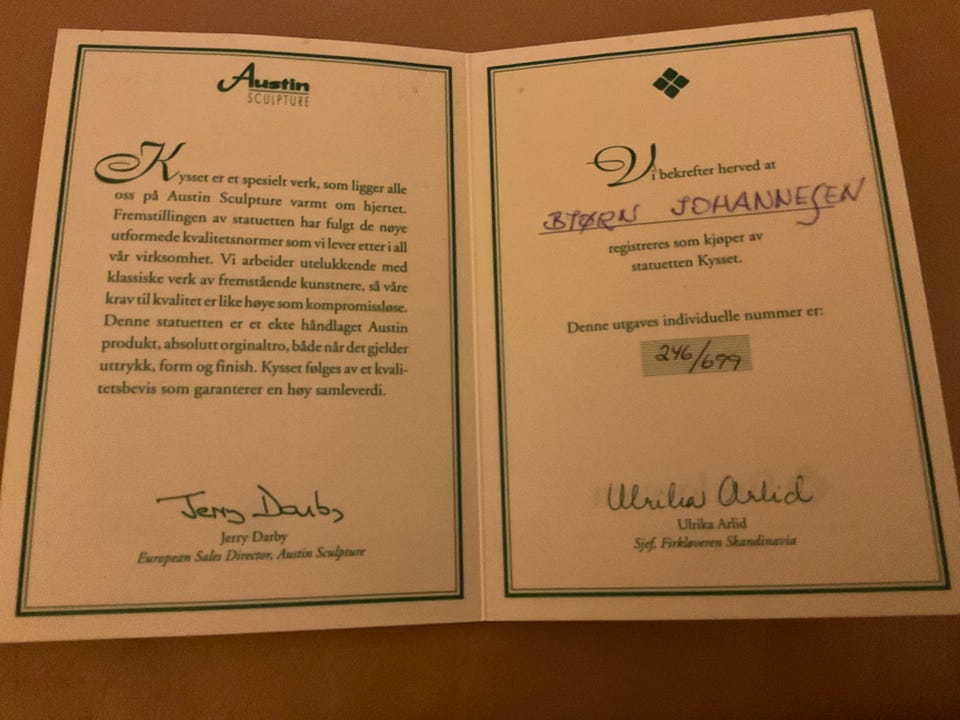 Austin
SCULPTURE
Kysset er et spesielt verk, som ligger alle
oss på Austin Sculpture varmt om hjertet.
Fremstillingen av statuetten har fulgt de nøye
utformede kvalitetsnormer som vi lever etter i all
vår virksomhet. Vi arbeider utelukkende med
klassiske verk av fremstående kunstnere, så våre
krav til kvalitet er like høye som kompromissløse.
Denne statuetten er et ekte håndlaget Austin
produkt, absolutt orginaltro, både når det gjelder
uttrykk, form og finish. Kysset følges av et kvali-
tetsbevis som garanterer en høy samleverdi.
Jerry Darby
Jerry Darby
European Sales Director, Austin Sculpture
Vi bekrefter herved at
BJØRN JOHANNESEN
registreres som kjøper av
statuetten Kysset.
Denne utgaves individuelle nummer er:
246/699
Ulrika Arlid
Ulrika Arlid
Sjef, Firkløveren Skandinavia